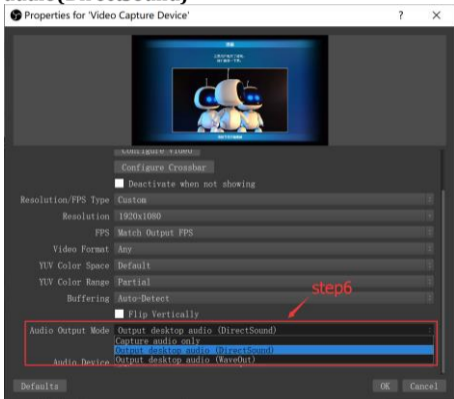 Properties for 'Video Capture Device'
? ×
Configure Video
Configure Crossbar
Deactivate when not showing
Resolution/FPS Type Custom
Resolution 1920x1080
FPS Match Output FPS
Video Format Any
YUV Color Space Default
YUV Color Range Partial
step6
Buffering Auto-Detect
Flip Vertically
Audio Output Mode Output desktop audio (DirectSound)
Capture audio only
Output desktop audio (DirectSound)
Output desktop audio (WaveOut)
Audio Device
Defaults OK Cancel